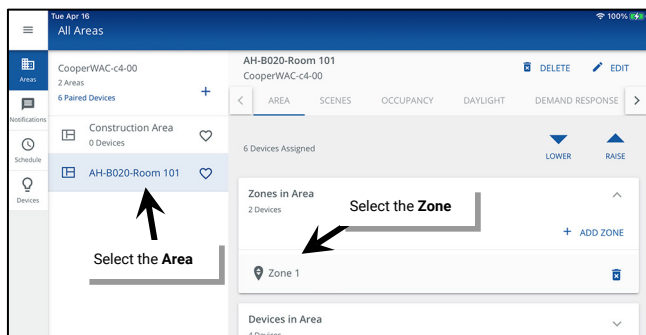 Tue Apr 16
100%
All Areas
Areas
Notifications
Schedule
Devices
CooperWAC-c4-00
2 Areas
6 Paired Devices
+
Construction Area
0 Devices
AH-B020-Room 101
Select the Area
AH-B020-Room 101
CooperWAC-c4-00
DELETE EDIT
< AREA SCENES OCCUPANCY DAYLIGHT DEMAND RESPONSE >
6 Devices Assigned
LOWER RAISE
Zones in Area
2 Devices
Select the Zone
+ ADD ZONE
Zone 1
Devices in Area
4 Devices